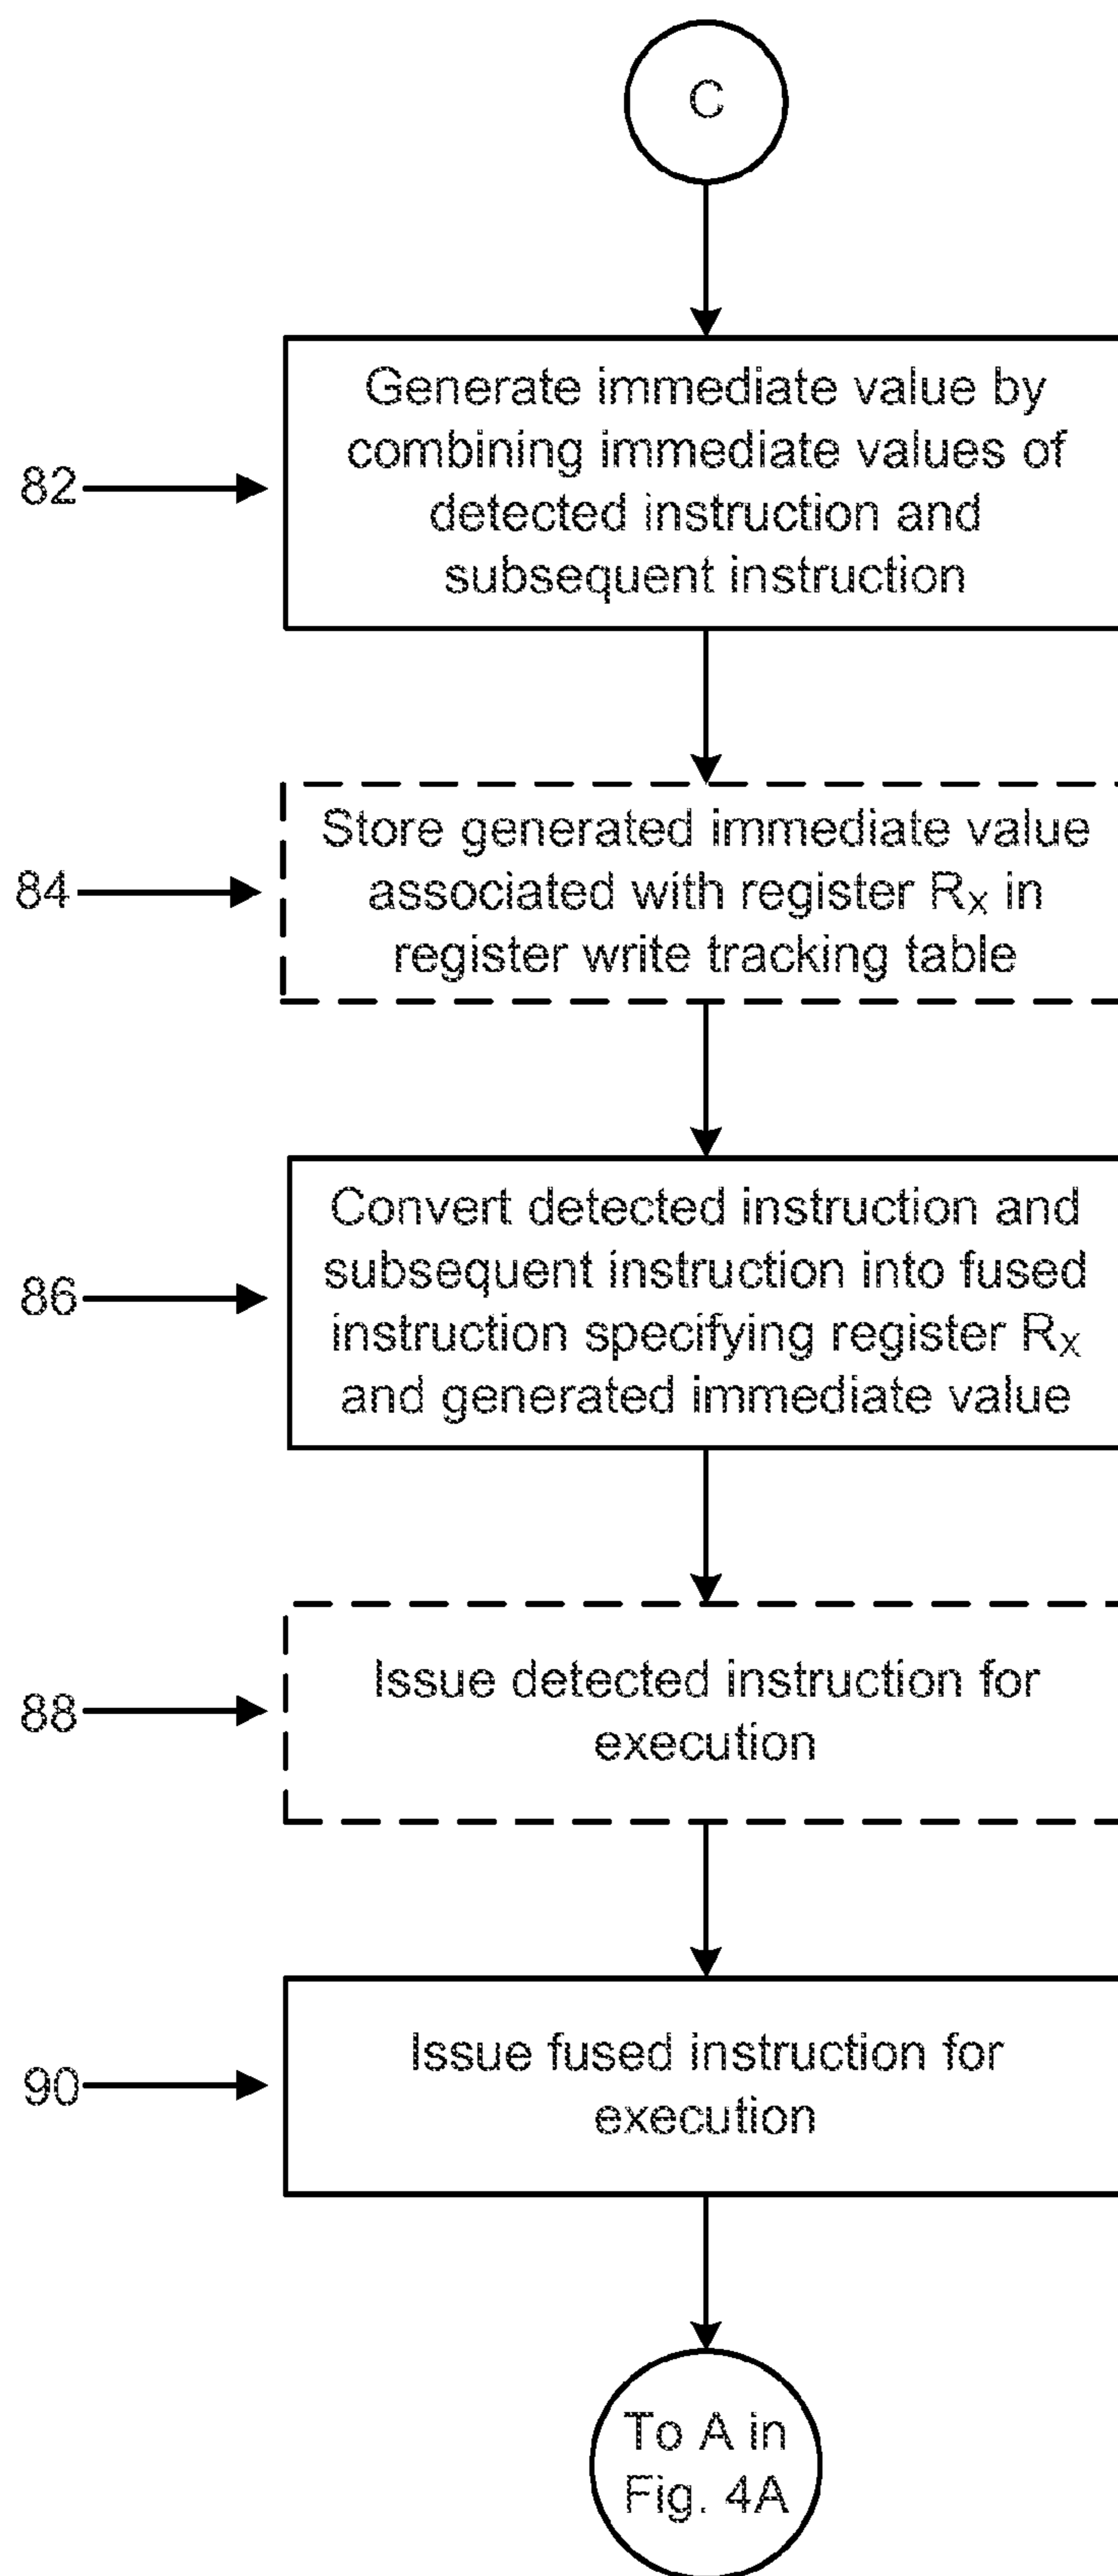 C
Generate immediate value by
combining immediate values of
detected instruction and
subsequent instruction
82
Store generated immediate value
associated with register RX in
register write tracking table
84
Convert detected instruction and
subsequent instruction into fused
instruction specifying register RX
and generated immediate value
86
Issue detected instruction for
execution
88
Issue fused instruction for
execution
90
To A in
Fig. 4A